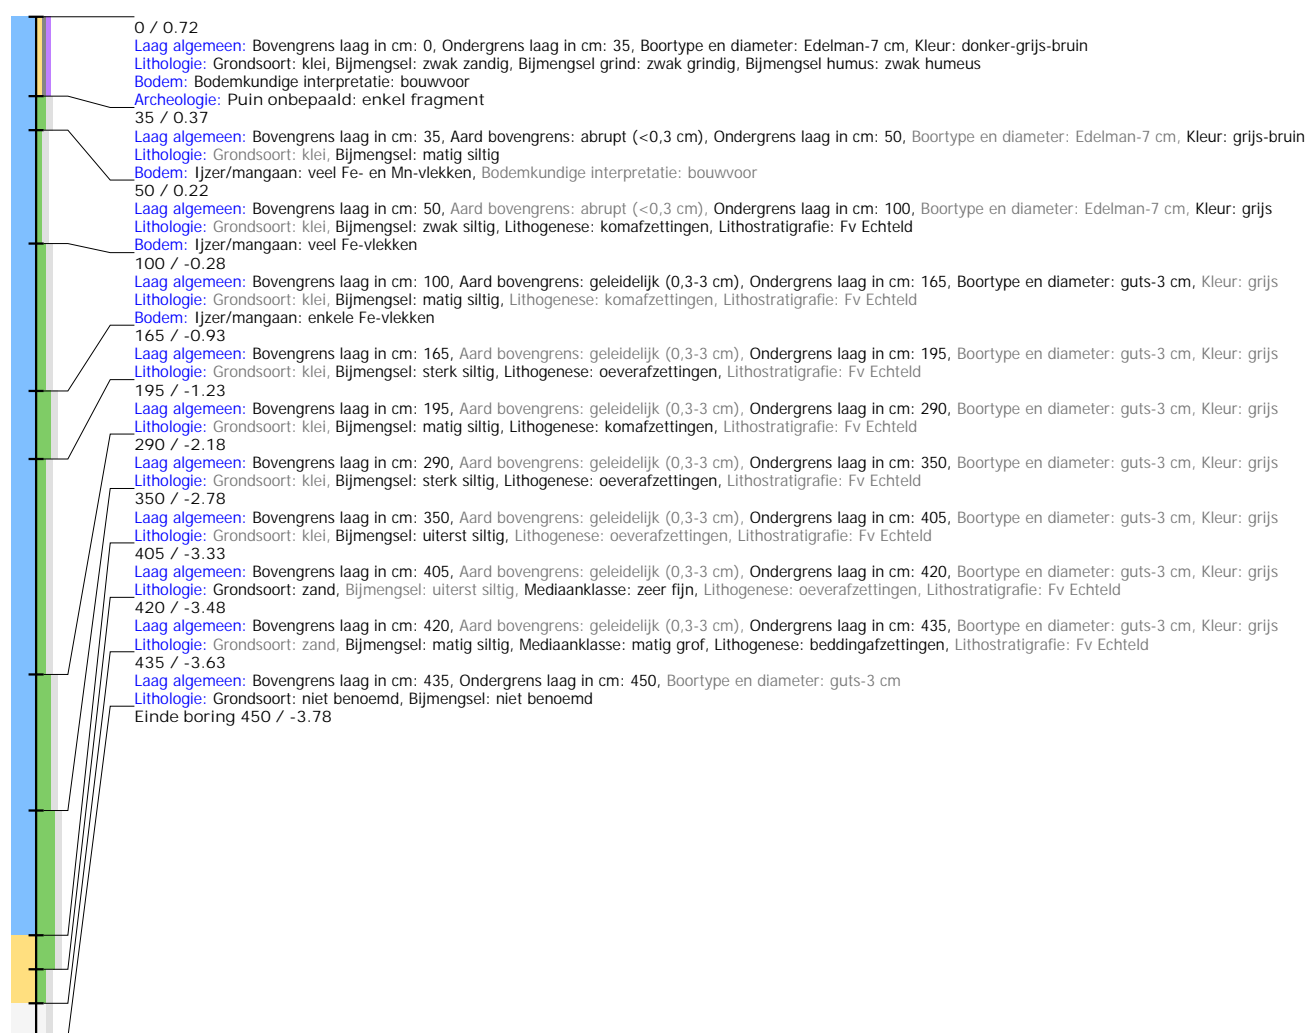 0 / 0.72
Laag algemeen: Bovengrens laag in cm: 0, Ondergrens laag in cm: 35, Boortype en diameter: Edelman-7 cm, Kleur: donker-grijs-bruin
Lithologie: Grondsoort: klei, Bijmengsel: zwak zandig, Bijmengsel grind: zwak grindig, Bijmengsel humus: zwak humeus
Bodem: Bodemkundige interpretatie: bouwvoor
Archeologie: Puin onbepaald: enkel fragment
35 / 0.37
Laag algemeen: Bovengrens laag in cm: 35, Aard bovengrens: abrupt (<0,3 cm), Ondergrens laag in cm: 50, Boortype en diameter: Edelman-7 cm, Kleur: grijs-bruin
Lithologie: Grondsoort: klei, Bijmengsel: matig siltig
Bodem: Ijzer/mangaan: veel Fe- en Mn-vlekken, Bodemkundige interpretatie: bouwvoor
50 / 0.22
Laag algemeen: Bovengrens laag in cm: 50, Aard bovengrens: abrupt (<0,3 cm), Ondergrens laag in cm: 100, Boortype en diameter: Edelman-7 cm, Kleur: grijs
Lithologie: Grondsoort: klei, Bijmengsel: zwak siltig, Lithogenese: komafzettingen, Lithostratigrafie: Fv Echteld
Bodem: Ijzer/mangaan: veel Fe-vlekken
100 / -0.28
Laag algemeen: Bovengrens laag in cm: 100, Aard bovengrens: geleidelijk (0,3-3 cm), Ondergrens laag in cm: 165, Boortype en diameter: guts-3 cm, Kleur: grijs
Lithologie: Grondsoort: klei, Bijmengsel: matig siltig, Lithogenese: komafzettingen, Lithostratigrafie: Fv Echteld
Bodem: Ijzer/mangaan: enkele Fe-vlekken
165 / -0.93
Laag algemeen: Bovengrens laag in cm: 165, Aard bovengrens: geleidelijk (0,3-3 cm), Ondergrens laag in cm: 195, Boortype en diameter: guts-3 cm, Kleur: grijs
Lithologie: Grondsoort: klei, Bijmengsel: sterk siltig, Lithogenese: oeverafzettingen, Lithostratigrafie: Fv Echteld
195 / -1.23
Laag algemeen: Bovengrens laag in cm: 195, Aard bovengrens: geleidelijk (0,3-3 cm), Ondergrens laag in cm: 290, Boortype en diameter: guts-3 cm, Kleur: grijs
Lithologie: Grondsoort: klei, Bijmengsel: matig siltig, Lithogenese: komafzettingen, Lithostratigrafie: Fv Echteld
290 / -2.18
Laag algemeen: Bovengrens laag in cm: 290, Aard bovengrens: geleidelijk (0,3-3 cm), Ondergrens laag in cm: 350, Boortype en diameter: guts-3 cm, Kleur: grijs
Lithologie: Grondsoort: klei, Bijmengsel: sterk siltig, Lithogenese: oeverafzettingen, Lithostratigrafie: Fv Echteld
350 / -2.78
Laag algemeen: Bovengrens laag in cm: 350, Aard bovengrens: geleidelijk (0,3-3 cm), Ondergrens laag in cm: 405, Boortype en diameter: guts-3 cm, Kleur: grijs
Lithologie: Grondsoort: klei, Bijmengsel: uiterst siltig, Lithogenese: oeverafzettingen, Lithostratigrafie: Fv Echteld
405 / -3.33
Laag algemeen: Bovengrens laag in cm: 405, Aard bovengrens: geleidelijk (0,3-3 cm), Ondergrens laag in cm: 420, Boortype en diameter: guts-3 cm, Kleur: grijs
Lithologie: Grondsoort: zand, Bijmengsel: uiterst siltig, Mediaanklasse: zeer fijn, Lithogenese: oeverafzettingen, Lithostratigrafie: Fv Echteld
420 / -3.48
Laag algemeen: Bovengrens laag in cm: 420, Aard bovengrens: geleidelijk (0,3-3 cm), Ondergrens laag in cm: 435, Boortype en diameter: guts-3 cm, Kleur: grijs
Lithologie: Grondsoort: zand, Bijmengsel: matig siltig, Mediaanklasse: matig grof, Lithogenese: beddingafzettingen, Lithostratigrafie: Fv Echteld
435 / -3.63
Laag algemeen: Bovengrens laag in cm: 435, Ondergrens laag in cm: 450, Boortype en diameter: guts-3 cm
Lithologie: Grondsoort: niet benoemd, Bijmengsel: niet benoemd
Einde boring 450 / -3.78